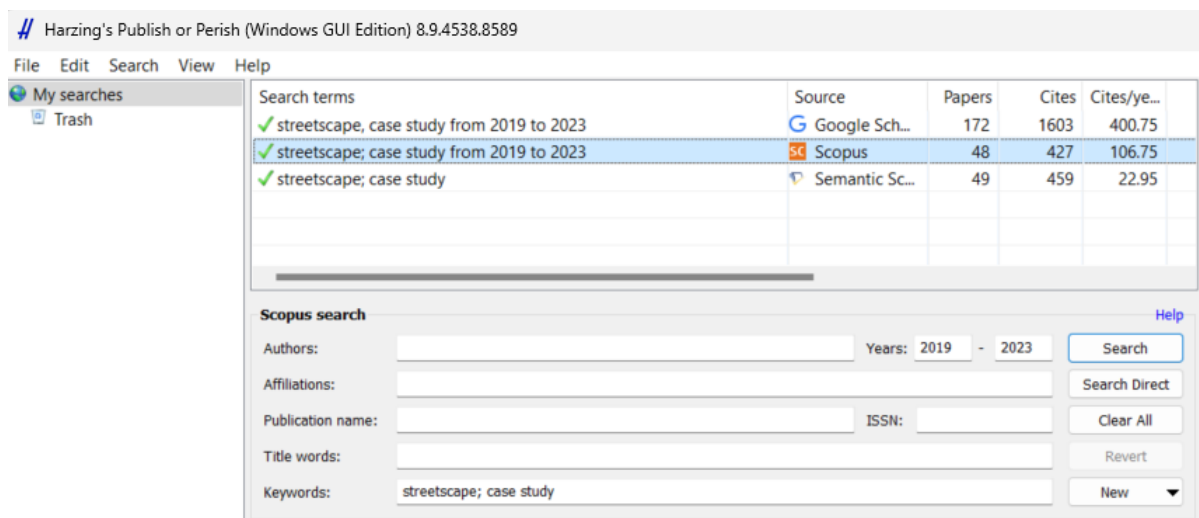 Harzing's Publish or Perish (Windows GUI Edition) 8.9.4538.8589
File Edit Search View Help
My searches
Trash
Search terms Source Papers Cites Cites/ye...
streetscape, case study from 2019 to 2023 Google Sch... 172 1603 400.75
streetscape; case study from 2019 to 2023 SC Scopus 48 427 106.75
streetscape; case study Semantic Sc... 49 459 22.95
Scopus search Help
Authors: Years: 2019 - 2023 Search
Affiliations: Search Direct
Publication name: ISSN: Clear All
Title words: Revert
Keywords: streetscape; case study New